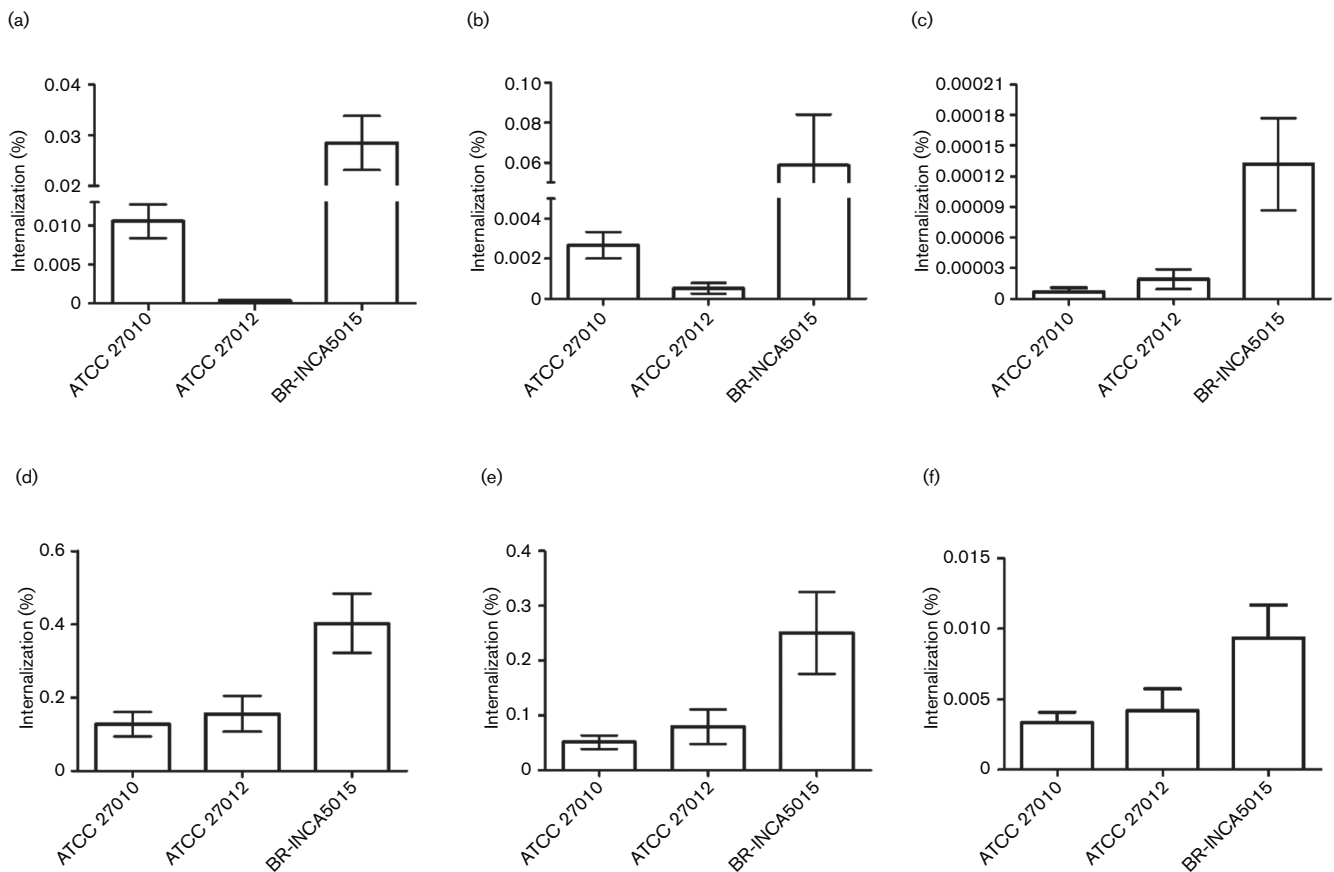 (a)
0.04
0.03
0.02
0.010
0.005
0
Internalization (%)
ATCC 27010
ATCC 27012
BR-INCA5015
(b)
0.10
0.08
0.06
0.004
0.002
0
Internalization (%)
ATCC 27010
ATCC 27012
BR-INCA5015
(c)
0.00021
0.00018
0.00015
0.00012
0.00009
0.00006
0.00003
0
Internalization (%)
ATCC 27010
ATCC 27012
BR-INCA5015
(d)
0.6
0.4
0.2
0
Internalization (%)
ATCC 27010
ATCC 27012
BR-INCA5015
(e)
0.4
0.3
0.2
0.1
0
Internalization (%)
ATCC 27010
ATCC 27012
BR-INCA5015
(f)
0.015
0.010
0.005
0
Internalization (%)
ATCC 27010
ATCC 27012
BR-INCA5015